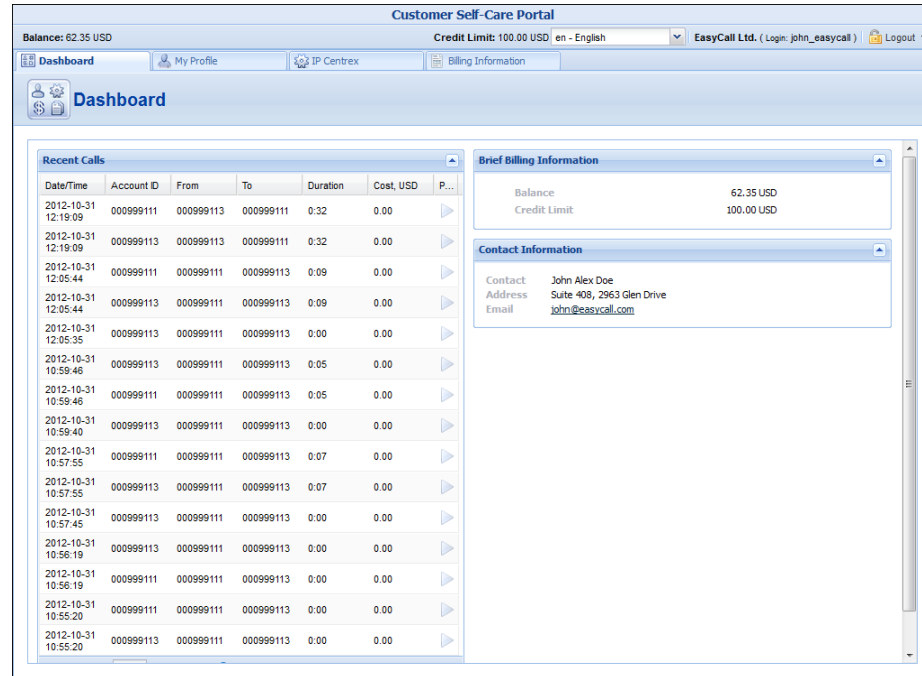 Customer Self-Care Portal
Balance: 62.35 USD Credit Limit: 100.00 USD en - English EasyCall Ltd. ( Login: john_easycall ) Logout
Dashboard My Profile IP Centrex Billing Information
Dashboard
Recent Calls
Date/Time Account ID From To Duration Cost, USD P...
2012-10-31
12:19:09 000999111 000999113 000999111 0:32 0.00
2012-10-31
12:19:09 000999113 000999113 000999111 0:32 0.00
2012-10-31
12:05:44 000999111 000999111 000999113 0:09 0.00
2012-10-31
12:05:44 000999113 000999111 000999113 0:09 0.00
2012-10-31
12:05:35 000999113 000999111 000999113 0:00 0.00
2012-10-31
10:59:46 000999113 000999111 000999113 0:05 0.00
2012-10-31
10:59:46 000999111 000999111 000999113 0:05 0.00
2012-10-31
10:59:40 000999113 000999111 000999113 0:00 0.00
2012-10-31
10:57:55 000999111 000999111 000999113 0:07 0.00
2012-10-31
10:57:55 000999113 000999111 000999113 0:07 0.00
2012-10-31
10:57:45 000999113 000999111 000999113 0:00 0.00
2012-10-31
10:56:19 000999113 000999111 000999113 0:00 0.00
2012-10-31
10:56:19 000999111 000999111 000999113 0:00 0.00
2012-10-31
10:55:20 000999111 000999111 000999113 0:00 0.00
2012-10-31
10:55:20 000999113 000999111 000999113 0:00 0.00
Brief Billing Information
Balance 62.35 USD
Credit Limit 100.00 USD
Contact Information
Contact John Alex Doe
Address Suite 408, 2963 Glen Drive
Email john@easycall.com